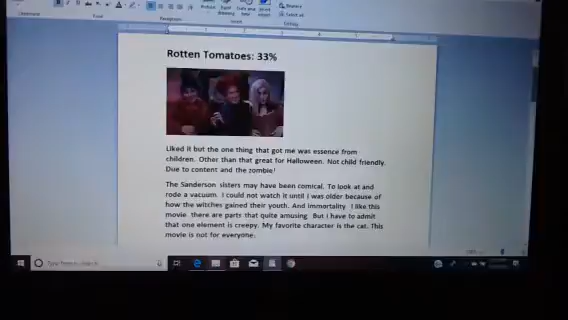 Rotten Tomatoes: 33%
Liked it but the one thing that got me was essence from
children. Other than that great for Halloween. Not child friendly.
Due to content and the zombie!
The Sanderson sisters may have been comical. To look at and
rode a vacuum. I could not watch it until I was older because of
how the witches gained their youth. And immortality. I like this
movie there are parts that quite amusing. But I have to admit
that one element is creepy. My favorite character is the cat. This
movie is not for everyone.